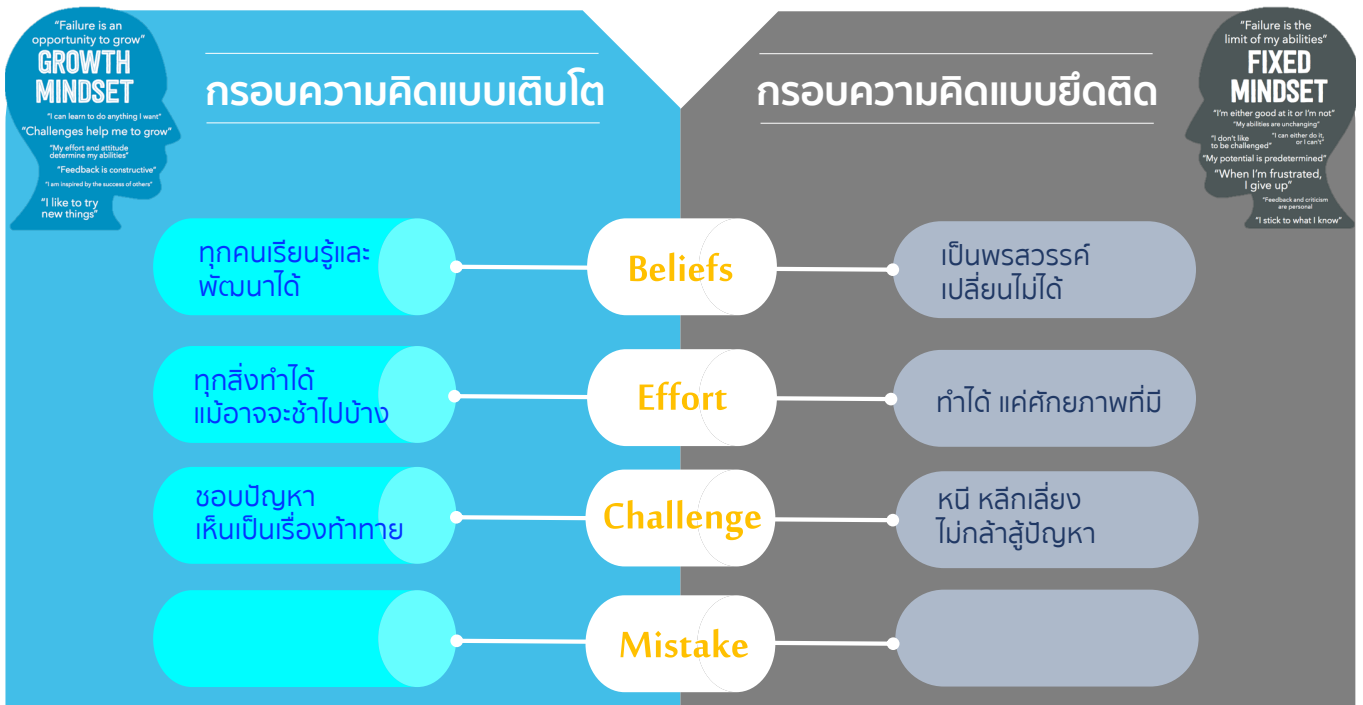 "Failure is an
opportunity to grow"
GROWTH
MINDSET
"I can learn to do anything I want"
"Challenges help me to grow"
"My effort and attitude
determine my abilities"
"Feedback is constructive"
"I am inspired by the success of others"
"I like to try
new things"
กรอบความคิดแบบเติบโต
กรอบความคิดแบบยึดติด
"Failure is the
limit of my abilities"
FIXED
MINDSET
"I'm either good at it or I'm not"
"My abilities are unchanging"
"I don't like
to be challenged"
"I can either do it,
or I can't"
"My potential is predetermined"
"When I'm frustrated,
I give up"
"Feedback and criticism
are personal
"I stick to what I know"
ทุกคนเรียนรู้และ
พัฒนาได้
Beliefs
เป็นพรสวรรค์
เปลี่ยนไม่ได้
ทุกสิ่งทำได้
แม้อาจจะช้าไปบ้าง
Effort
ทำได้ แค่ศักยภาพที่มี
ชอบปัญหา
เห็นเป็นเรื่องท้าทาย
Challenge
หนี หลีกเลี่ยง
ไม่กล้าสู้ปัญหา
Mistake